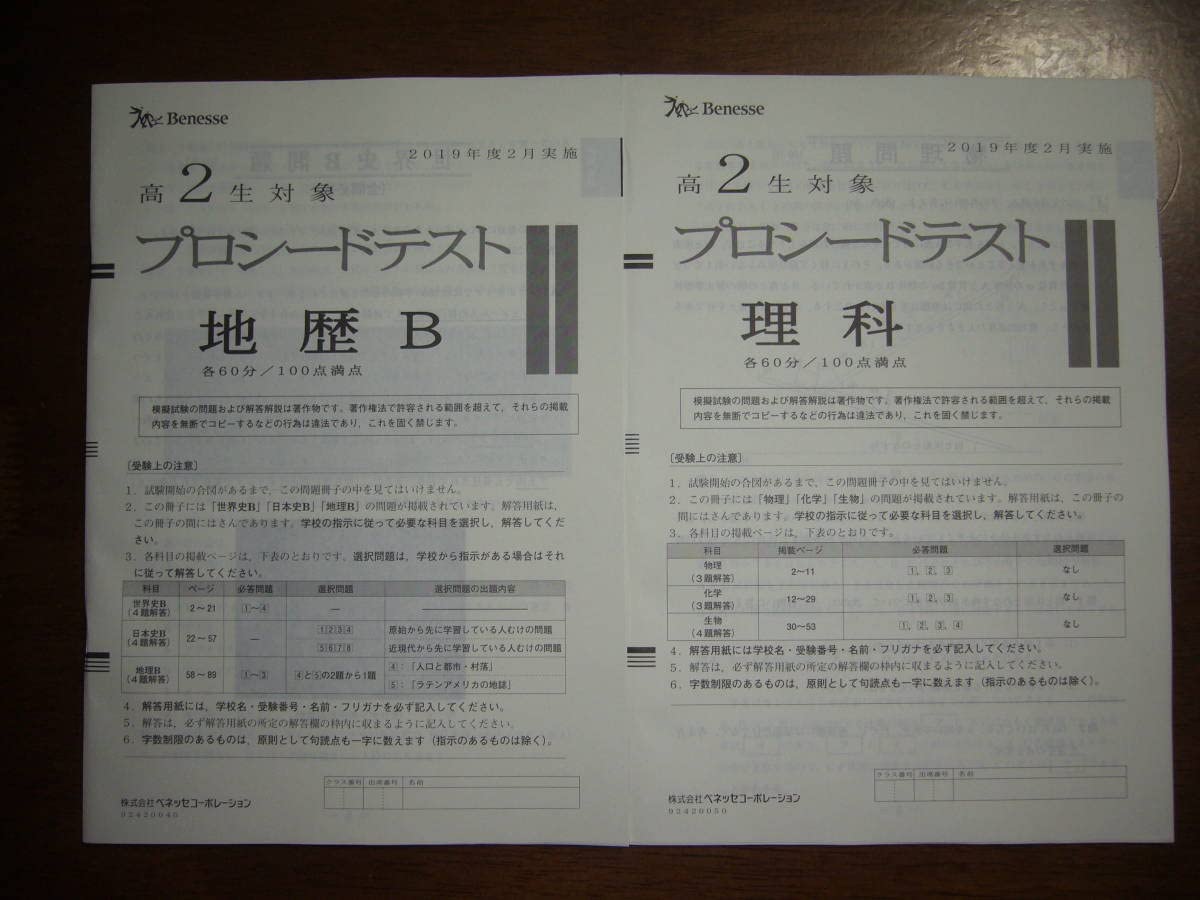 Benesse
2019年度2月実施
高2生対象
プロシードテスト
地歴B
各60分/100点満点
模擬試験の問題および解答解説は著作物です。著作権法で許容される範囲を超えて，それらの掲載
内容を無断でコピーするなどの行為は違法であり，これを固く禁じます。
〔受験上の注意〕
1．試験開始の合図があるまで，この問題冊子の中を見てはいけません。
2．この冊子には「世界史B」「日本史B」「地理B」の問題が掲載されています。解答用紙は，
この冊子の間にはさんであります。学校の指示に従って必要な科目を選択し，解答してくだ
さい。
3．各科目の掲載ページは，下表のとおりです。選択問題は，学校から指示がある場合はそれ
に従って解答してください。
科目 ページ 必答問題 選択問題 選択問題の出題内容
世界史B
（4題解答） 2～21 1～4 ―
日本史B
（4題解答） 22～57 ― 1234 原始から先に学習している人むけの問題
5678 近現代から先に学習している人むけの問題
地理B
（4題解答） 58～89 1～3 4と5の2題から1題 4：「人口と都市・村落」
5：「ラテンアメリカの地誌」
4．解答用紙には，学校名・受験番号・名前・フリガナを必ず記入してください。
5．解答は，必ず解答用紙の所定の解答欄の枠内に収まるように記入してください。
6．字数制限のあるものは，原則として句読点も一字に数えます（指示のあるものは除く）。
クラス番号 出席番号 名前
株式会社ベネッセコーポレーション
92420040
Benesse
2019年度2月実施
高2生対象
プロシードテスト
理科
各60分/100点満点
模擬試験の問題および解答解説は著作物です。著作権法で許容される範囲を超えて，それらの掲載
内容を無断でコピーするなどの行為は違法であり，これを固く禁じます。
〔受験上の注意〕
1．試験開始の合図があるまで，この問題冊子の中を見てはいけません。
2．この冊子には「物理」「化学」「生物」の問題が掲載されています。解答用紙は，この冊子の
間にはさんであります。学校の指示に従って必要な科目を選択し，解答してください。
3．各科目の掲載ページは，下表のとおりです。
科目 掲載ページ 必答問題 選択問題
物理
（3題解答） 2～11 1，2，3 なし
化学
（3題解答） 12～29 1，2，3 なし
生物
（4題解答） 30～53 1，2，3，4 なし
4．解答用紙には学校名・受験番号・名前・フリガナを必ず記入してください。
5．解答は，必ず解答用紙の所定の解答欄の枠内に収まるように記入してください。
6．字数制限のあるものは，原則として句読点も一字に数えます（指示のあるものは除く）。
クラス番号 出席番号 名前
株式会社ベネッセコーポレーション
92420050